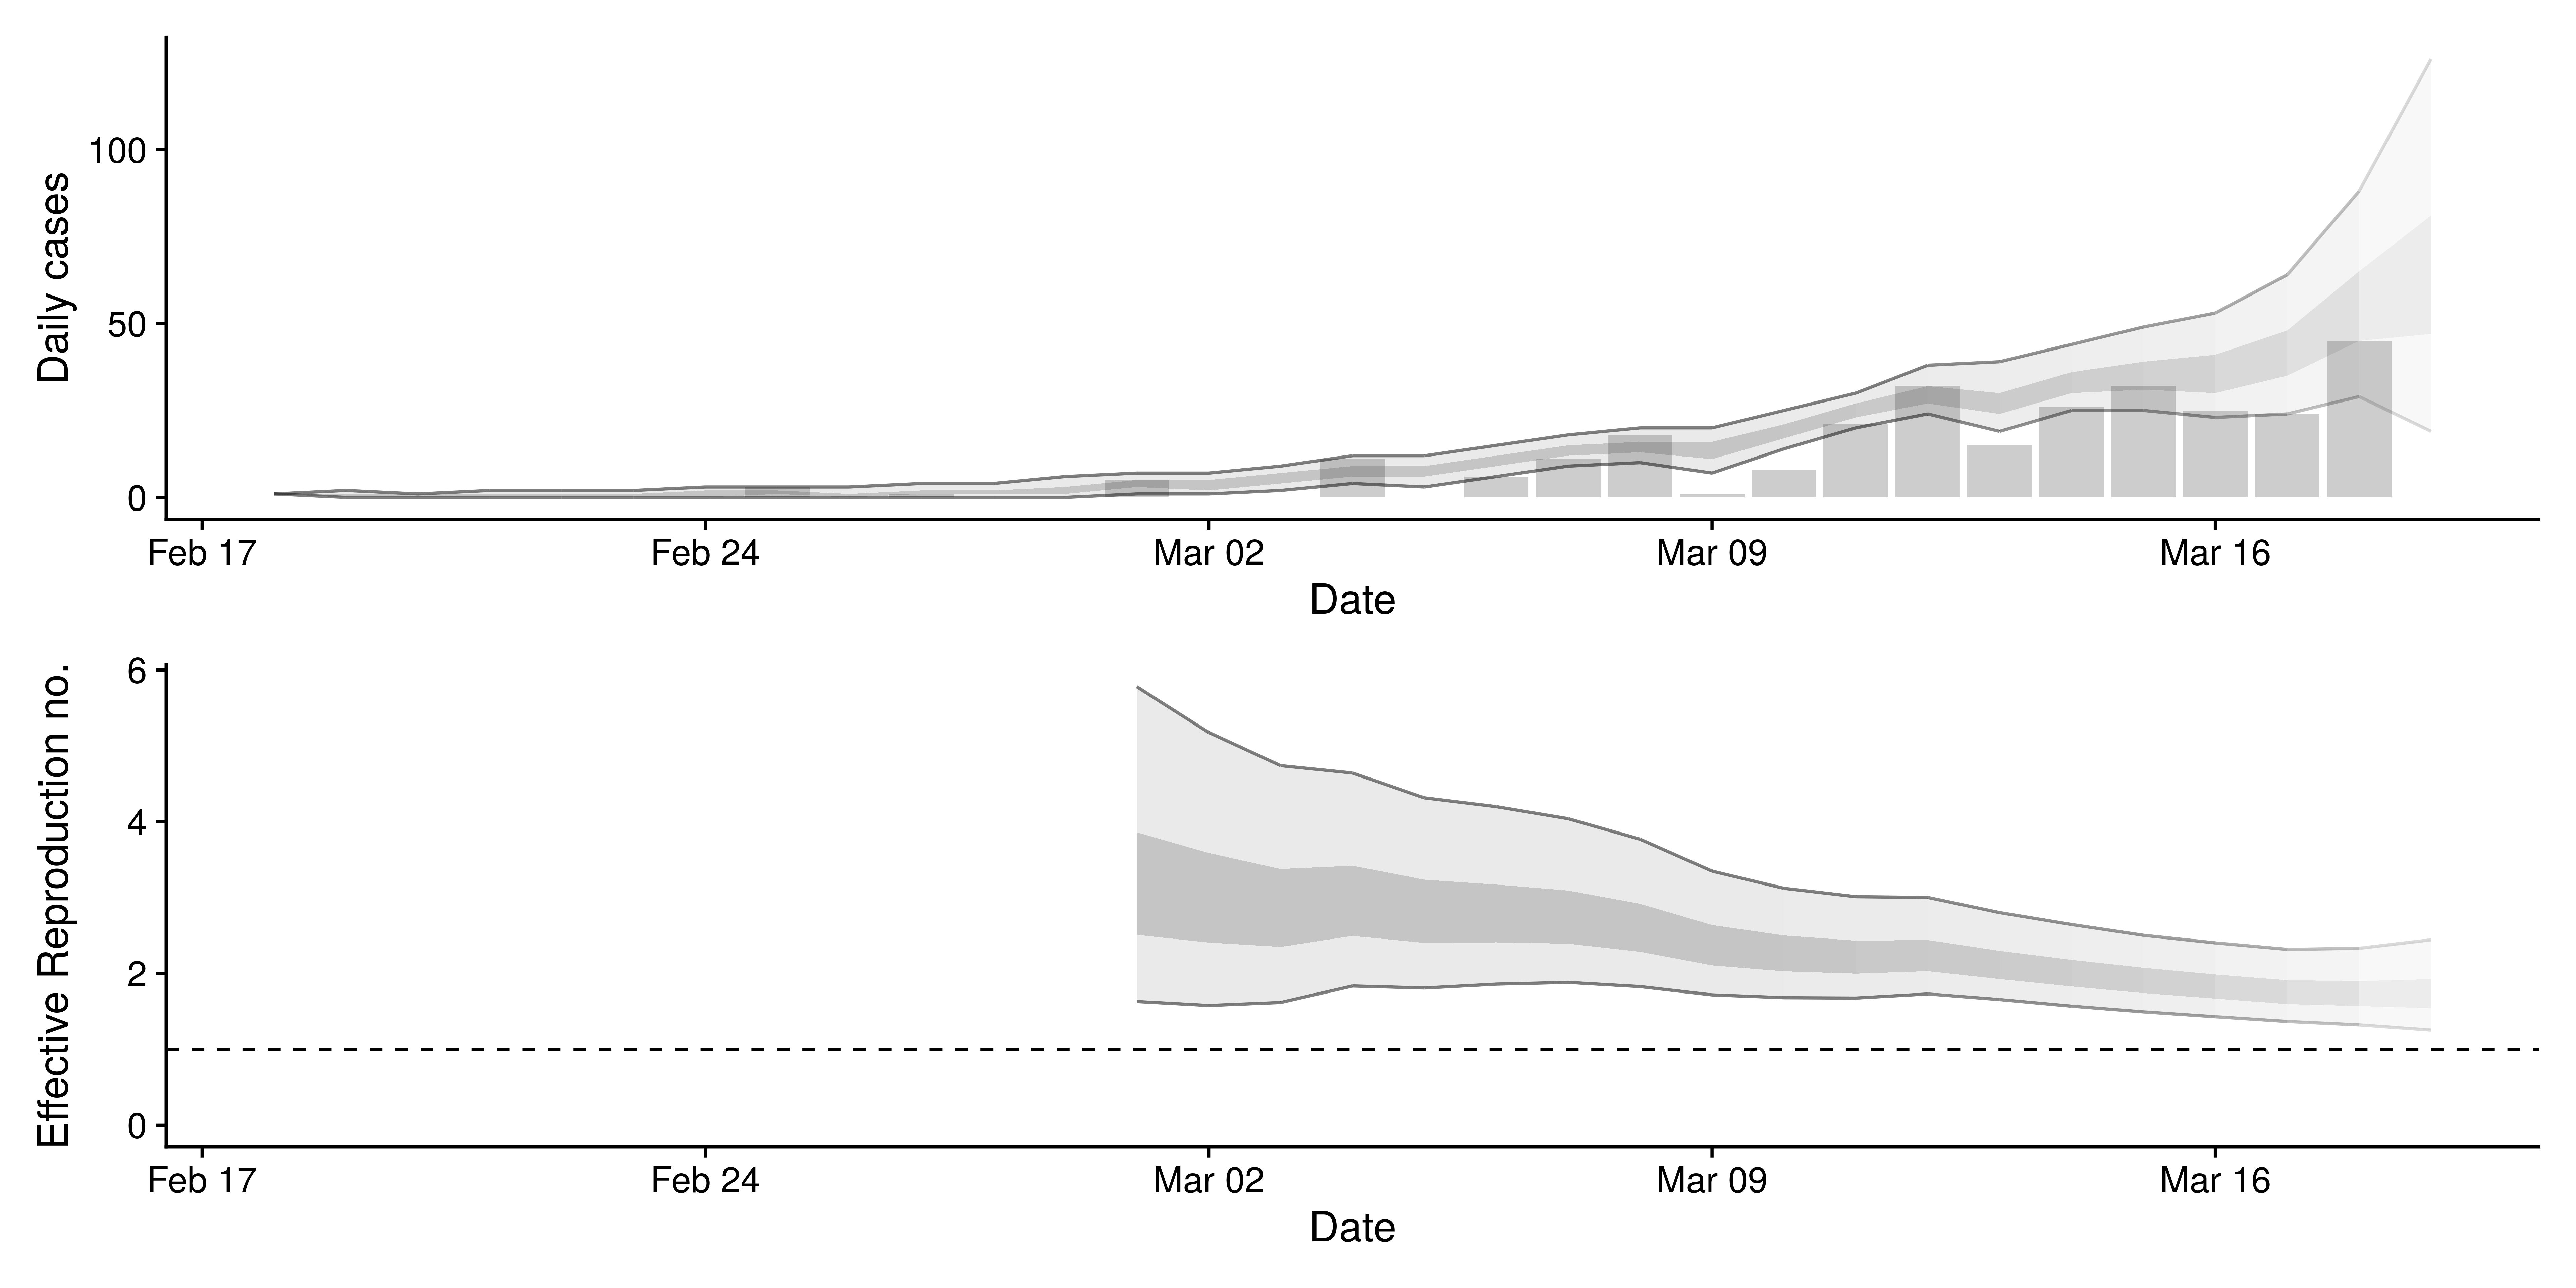 Daily cases
100
50
0
Feb 17 Feb 24 Mar 02 Mar 09 Mar 16
Date
Effective Reproduction no.
6
4
2
0
Feb 17 Feb 24 Mar 02 Mar 09 Mar 16
Date